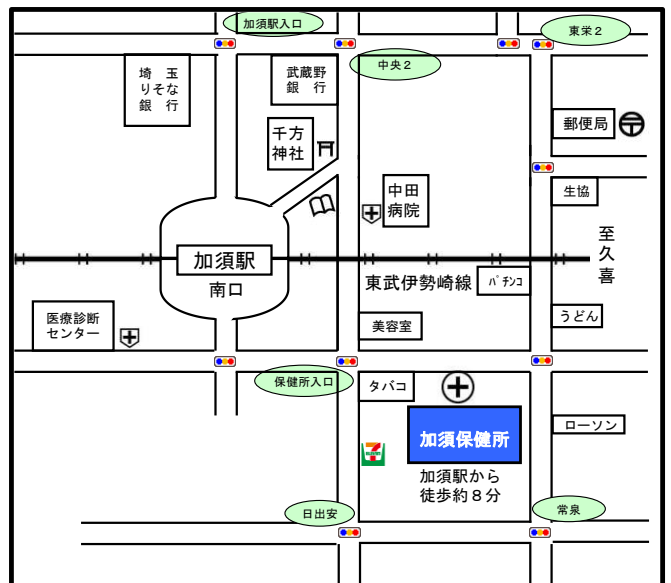 加須駅入口
東栄２
中央２
埼　玉
りそな
銀　行
武蔵野
銀　行
郵便局
千方
神社
中田
病院
生協
至久喜
加須駅
南口
東武伊勢崎線
パチンコ
医療診断
センター
美容室
うどん
保健所入口
タバコ
加須保健所
ローソン
加須駅から
徒歩約８分
日出安
常泉